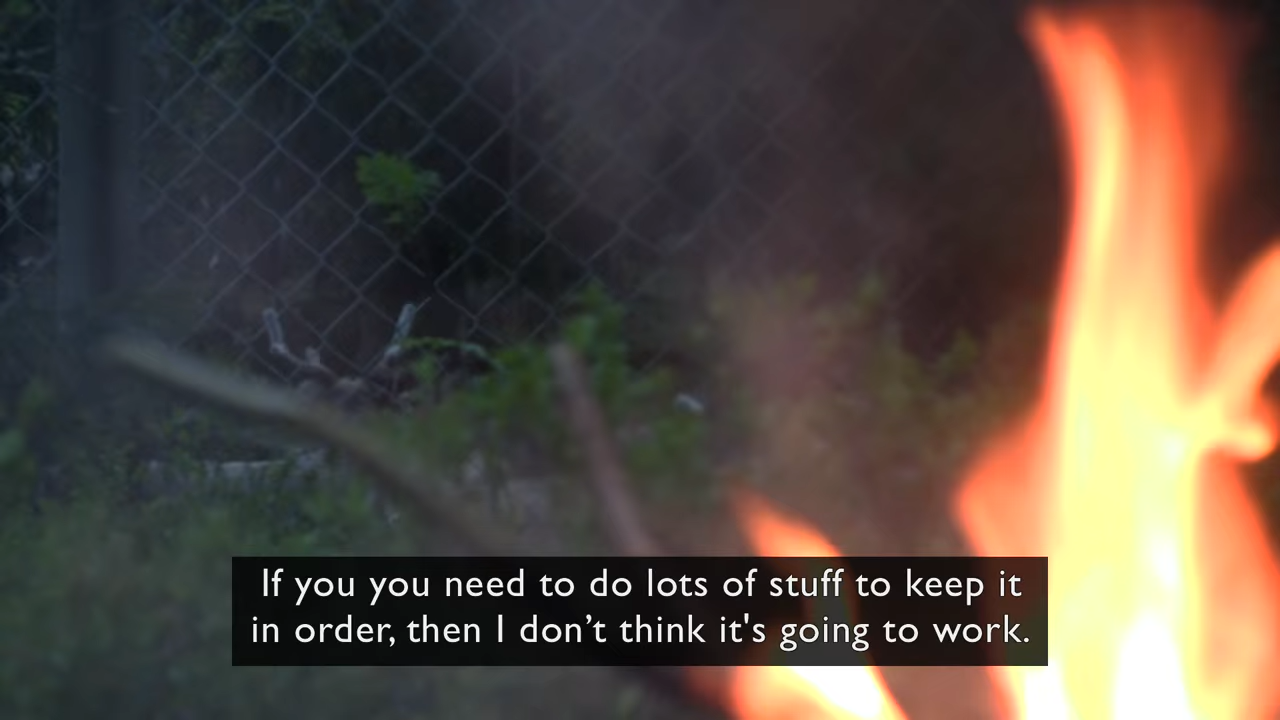 If you you need to do lots of stuff to keep it
in order, then I don’t think it's going to work.